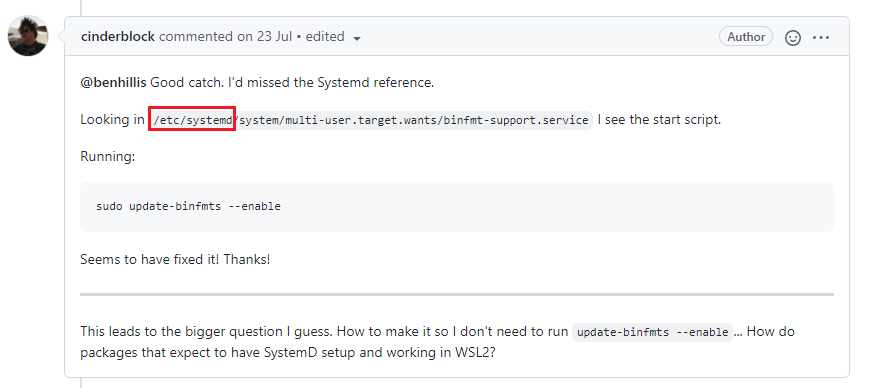 cinderblock commented on 23 Jul • edited
Author
@benhillis Good catch. I'd missed the Systemd reference.
Looking in /etc/systemd/system/multi-user.target.wants/binfmt-support.service I see the start script.
Running:
sudo update-binfmts --enable
Seems to have fixed it! Thanks!
This leads to the bigger question I guess. How to make it so I don't need to run update-binfmts --enable... How do
packages that expect to have SystemD setup and working in WSL2?